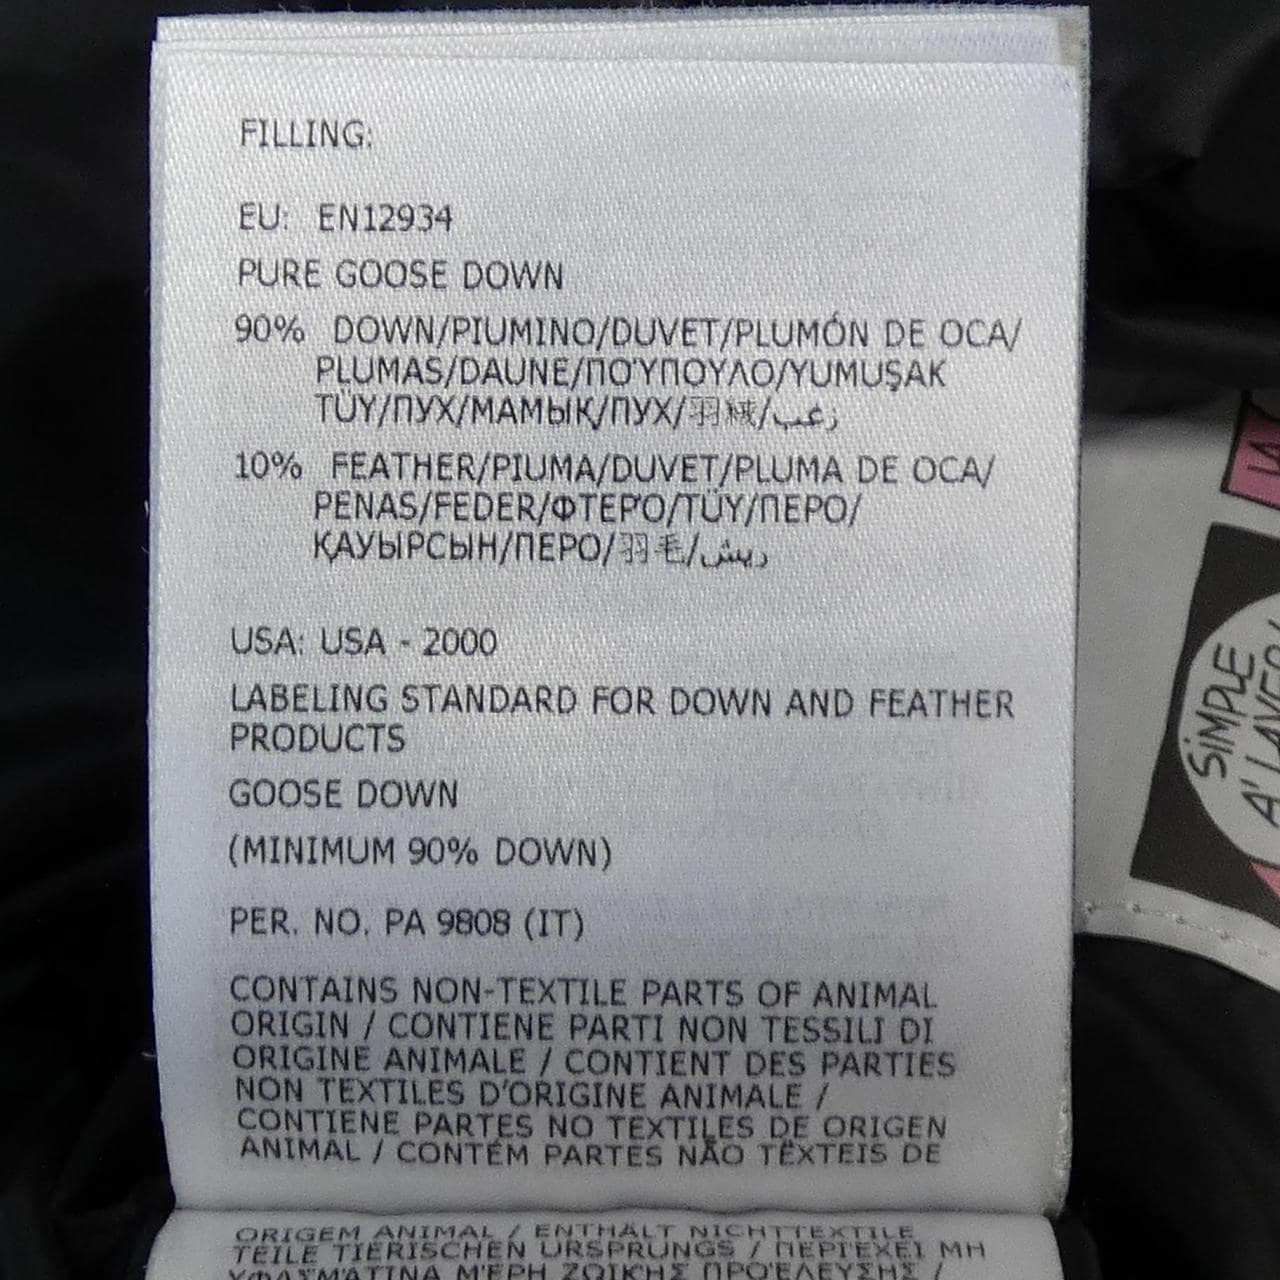 FILLING:
EU: EN12934
PURE GOOSE DOWN
90% DOWN/PIUMINO/DUVET/PLUMÓN DE OCA/
PLUMAS/DAUNE/ΠΟΎΠΟΥΛΟ/YUMUŞAK
TÜY/ПУХ/МАМЫҚ/ПУХ/羽绒/زغب
10% FEATHER/PIUMA/DUVET/PLUMA DE OCA/
PENAS/FEDER/ΦΤΕΡΌ/TÜY/ПЕРО/
ҚАУЫРСЫН/ПЕРО/羽毛/ريش
USA: USA - 2000
LABELING STANDARD FOR DOWN AND FEATHER
PRODUCTS
GOOSE DOWN
(MINIMUM 90% DOWN)
PER. NO. PA 9808 (IT)
CONTAINS NON-TEXTILE PARTS OF ANIMAL
ORIGIN / CONTIENE PARTI NON TESSILI DI
ORIGINE ANIMALE / CONTIENT DES PARTIES
NON TEXTILES D'ORIGINE ANIMALE /
CONTIENE PARTES NO TEXTILES DE ORIGEN
ANIMAL / CONTÉM PARTES NÃO TÊXTEIS DE
ORIGEM ANIMAL / ENTHÄLT NICHTTEXTILE
TEILE TIERISCHEN URSPRUNGS / ΠΕΡΙΈΧΕΙ ΜΗ
ΥΦΑΣΜΆΤΙΝΑ ΜΈΡΗ ΖΩΙΚΉΣ ΠΡΟΈΛΕΥΣΗΣ /
SIMPLE
A'